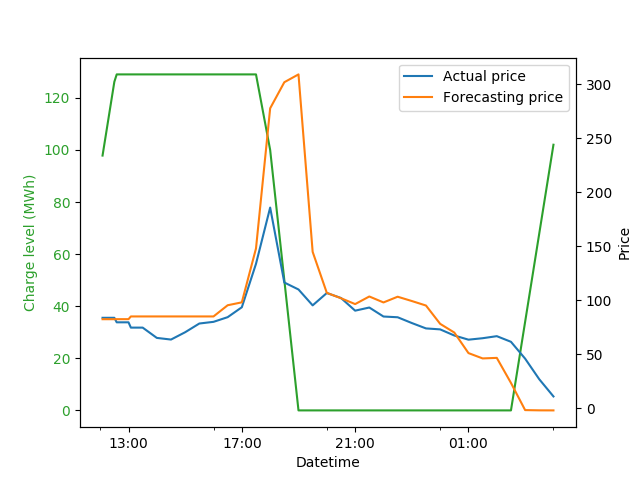 Actual price
Forecasting price
120
100
80
60
40
20
0
Charge level (MWh)
300
250
200
150
100
50
0
Price
13:00 17:00 21:00 01:00
Datetime